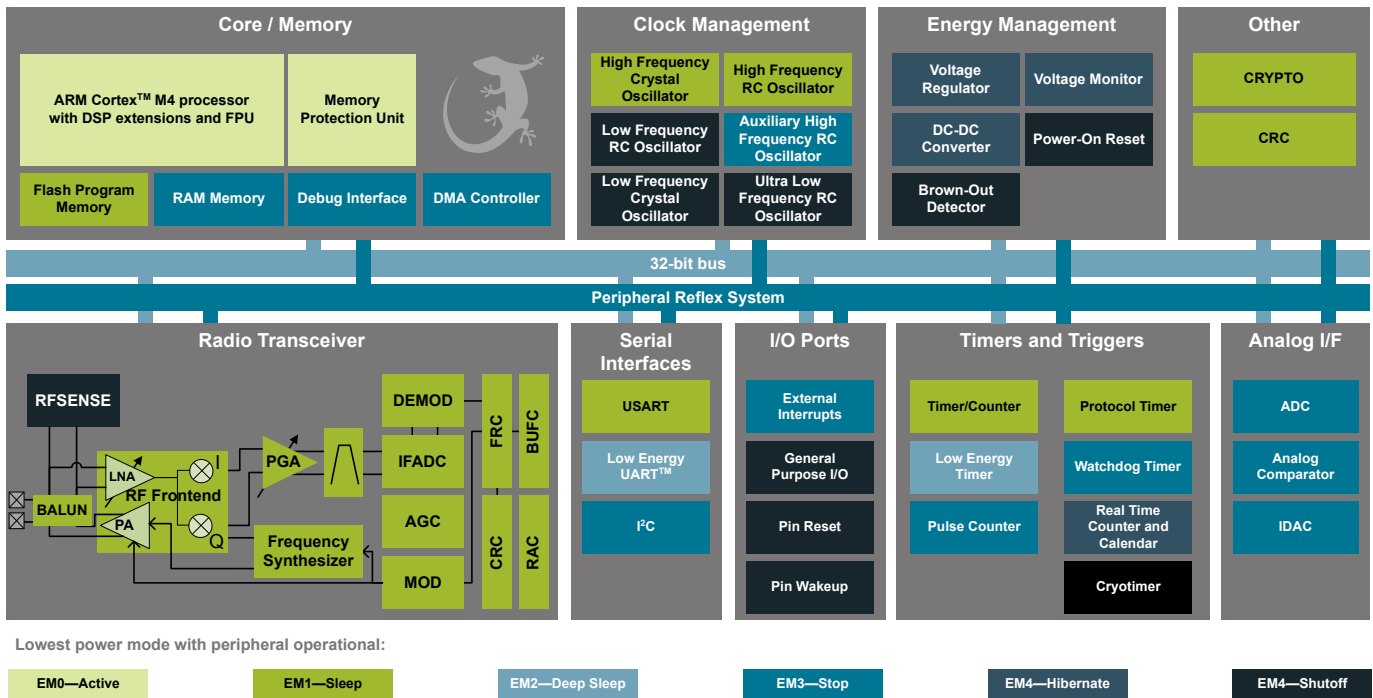 Core / Memory
ARM Cortex™ M4 processor
with DSP extensions and FPU
Memory
Protection Unit
Flash Program
Memory
RAM Memory
Debug Interface
DMA Controller
Clock Management
High Frequency
Crystal
Oscillator
High Frequency
RC Oscillator
Low Frequency
RC Oscillator
Auxiliary High
Frequency RC
Oscillator
Low Frequency
Crystal
Oscillator
Ultra Low
Frequency RC
Oscillator
Energy Management
Voltage
Regulator
Voltage Monitor
DC-DC
Converter
Power-On Reset
Brown-Out
Detector
Other
CRYPTO
CRC
32-bit bus
Peripheral Reflex System
Radio Transceiver
RFSENSE
LNA
I
RF Frontend
BALUN
PA
Q
PGA
Frequency
Synthesizer
DEMOD
IFADC
AGC
MOD
FRC
BUFC
CRC
RAC
Serial
Interfaces
USART
Low Energy
UART™
I²C
I/O Ports
External
Interrupts
General
Purpose I/O
Pin Reset
Pin Wakeup
Timers and Triggers
Timer/Counter
Protocol Timer
Low Energy
Timer
Watchdog Timer
Pulse Counter
Real Time
Counter and
Calendar
Cryotimer
Analog I/F
ADC
Analog
Comparator
IDAC
Lowest power mode with peripheral operational:
EM0—Active
EM1—Sleep
EM2—Deep Sleep
EM3—Stop
EM4—Hibernate
EM4—Shutoff